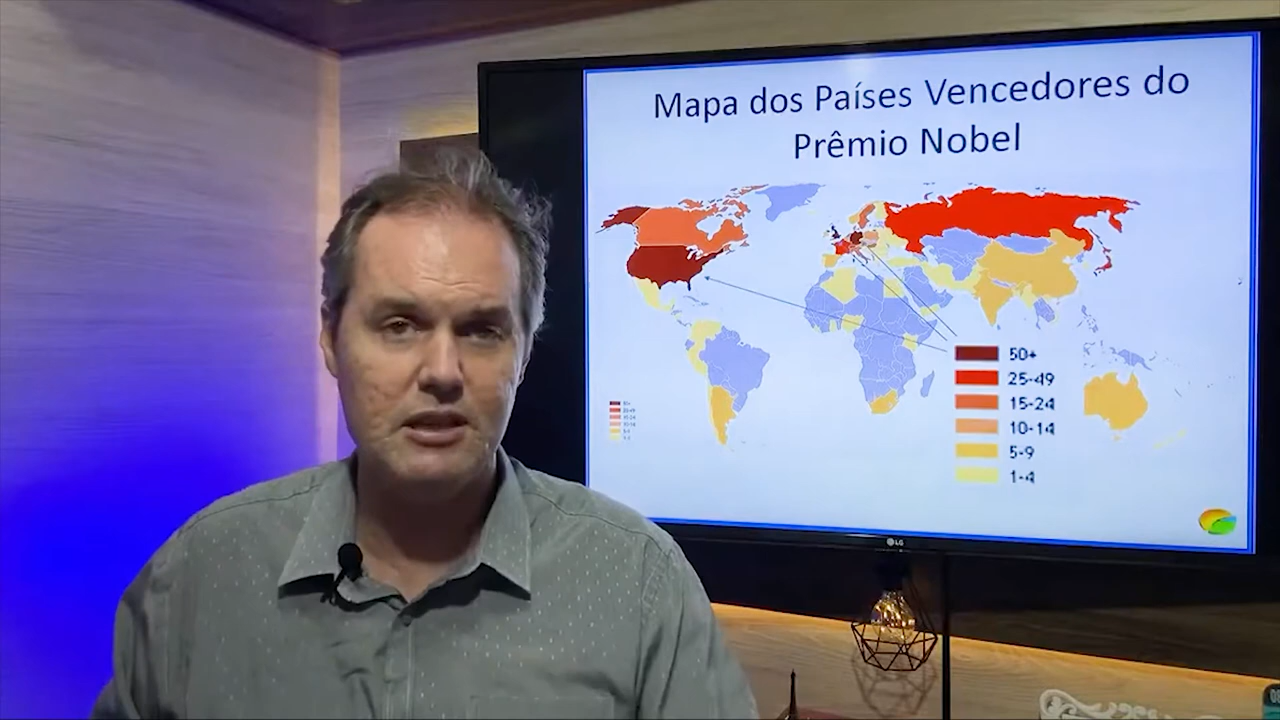 Mapa dos Países Vencedores do
Prêmio Nobel
50+
25-49
15-24
10-14
5-9
1-4
LG